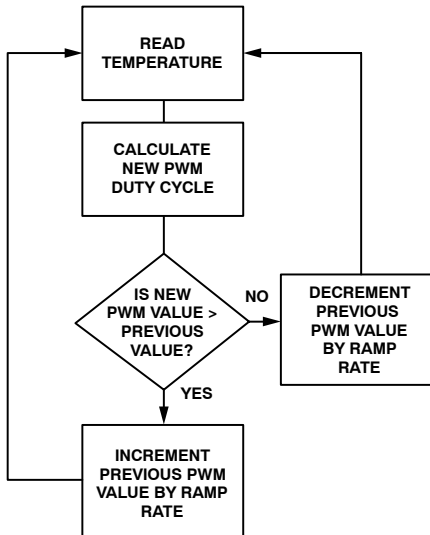 READ
TEMPERATURE
CALCULATE
NEW PWM
DUTY CYCLE
IS NEW
PWM VALUE >
PREVIOUS
VALUE?
NO
DECREMENT
PREVIOUS
PWM VALUE
BY RAMP
RATE
YES
INCREMENT
PREVIOUS PWM
VALUE BY RAMP
RATE